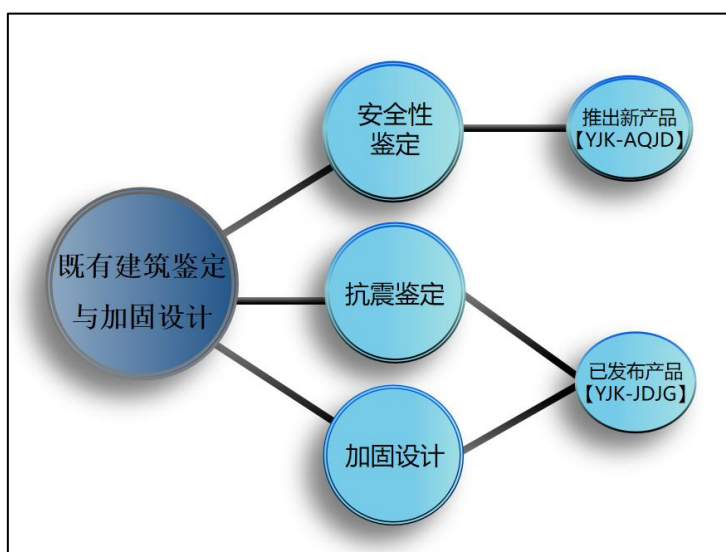 既有建筑鉴定
与加固设计
安全性
鉴定
推出新产品
【YJK-AQJD】
抗震鉴定
加固设计
已发布产品
【YJK-JDJG】